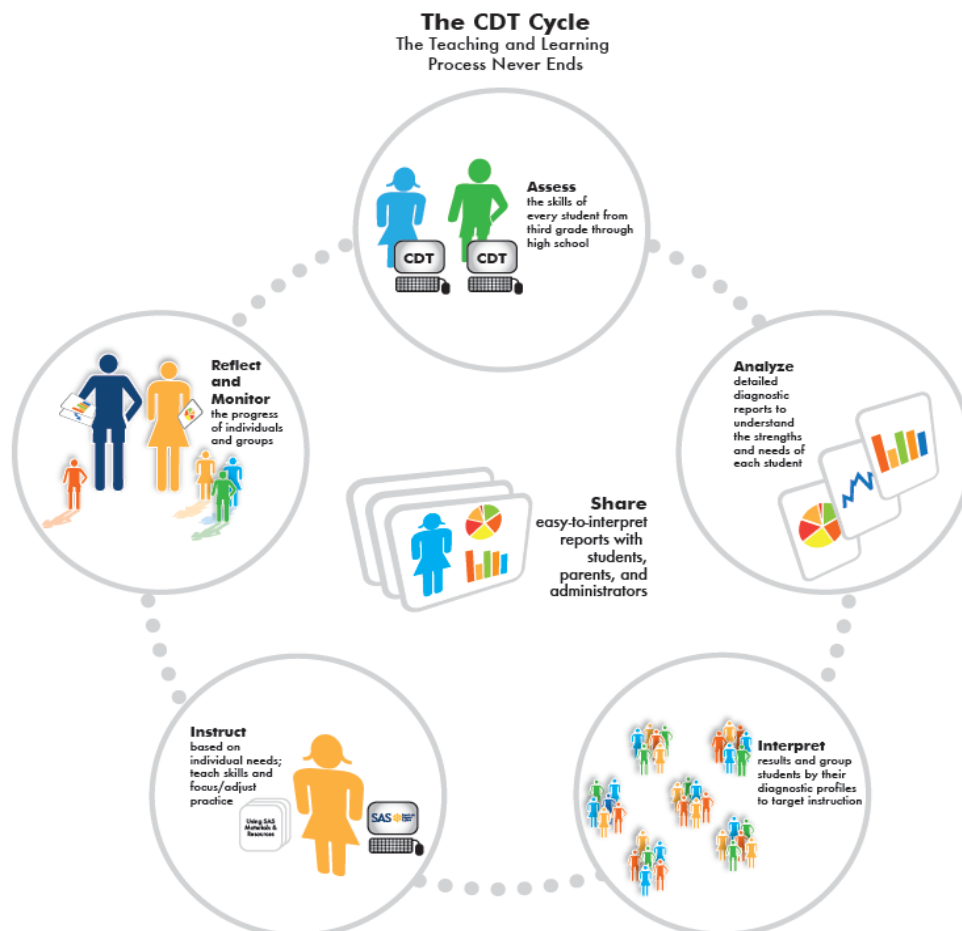 The CDT Cycle
The Teaching and Learning
Process Never Ends
Assess
the skills of
every student from
third grade through
high school
CDT
CDT
Reflect
and
Monitor
the progress
of individuals
and groups
Analyze
detailed
diagnostic
reports to
understand
the strengths
and needs of
each student
Share
easy-to-interpret
reports with
students,
parents, and
administrators
Instruct
based on
individual needs;
teach skills and
focus/adjust
practice
Using SAS
Materials &
Resources
SAS
Interpret
results and group
students by their
diagnostic profiles
to target instruction